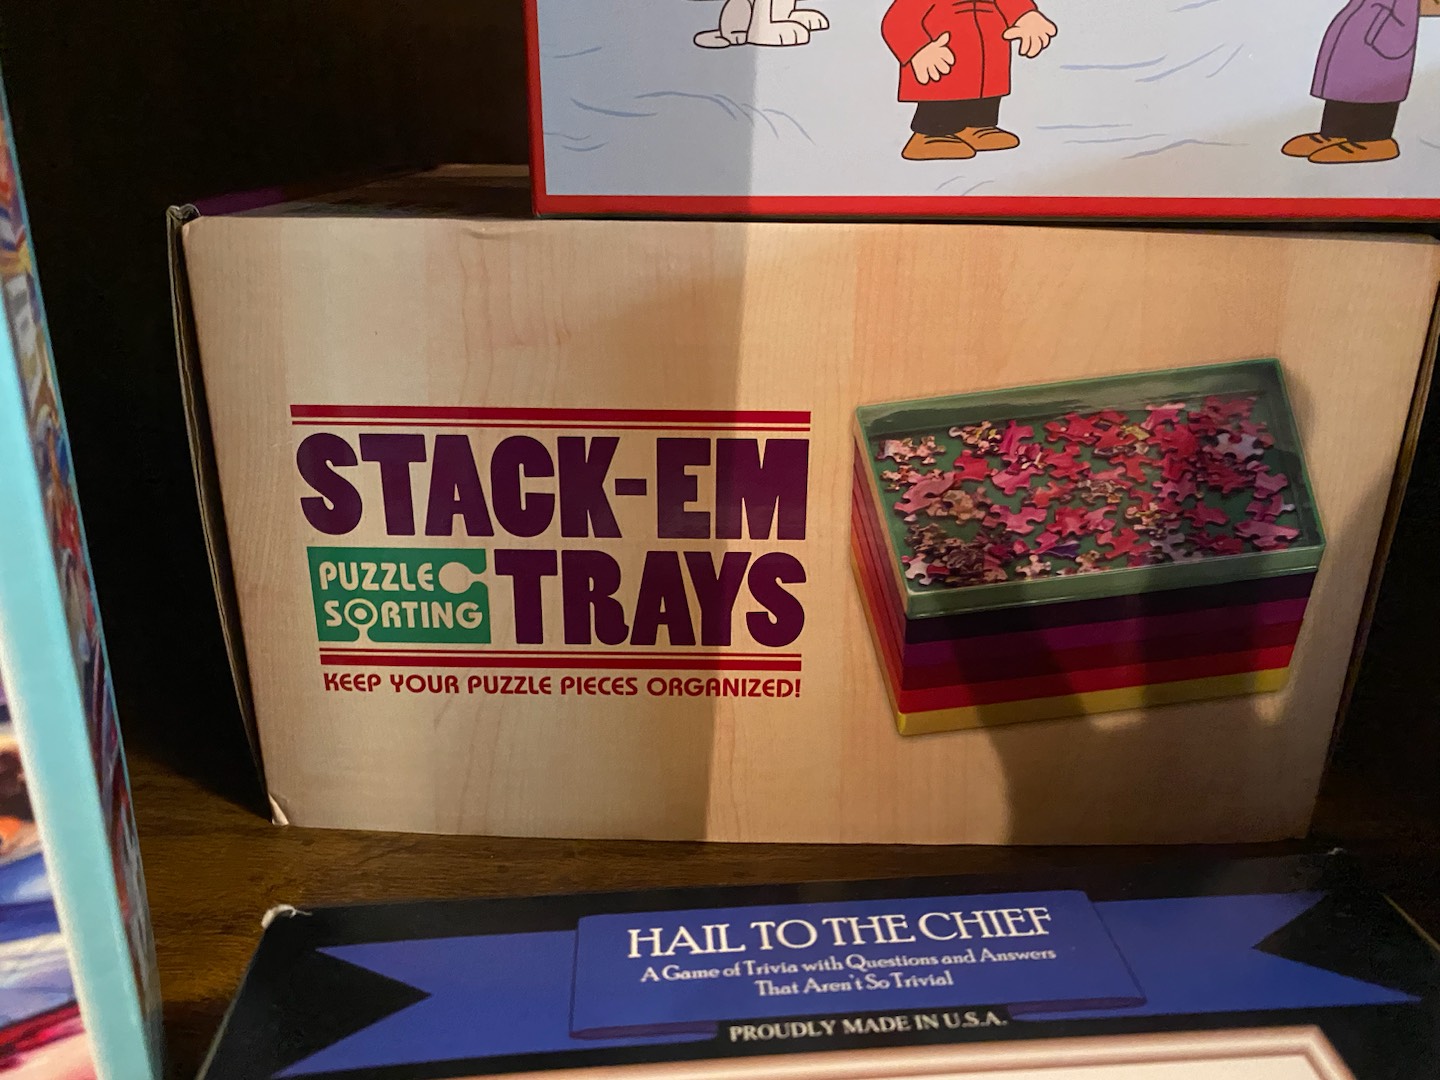 STACK-EM
PUZZLE
SORTING
TRAYS
KEEP YOUR PUZZLE PIECES ORGANIZED!
HAIL TO THE CHIEF
A Game of Trivia with Questions and Answers
That Aren't So Trivial
PROUDLY MADE IN U.S.A.